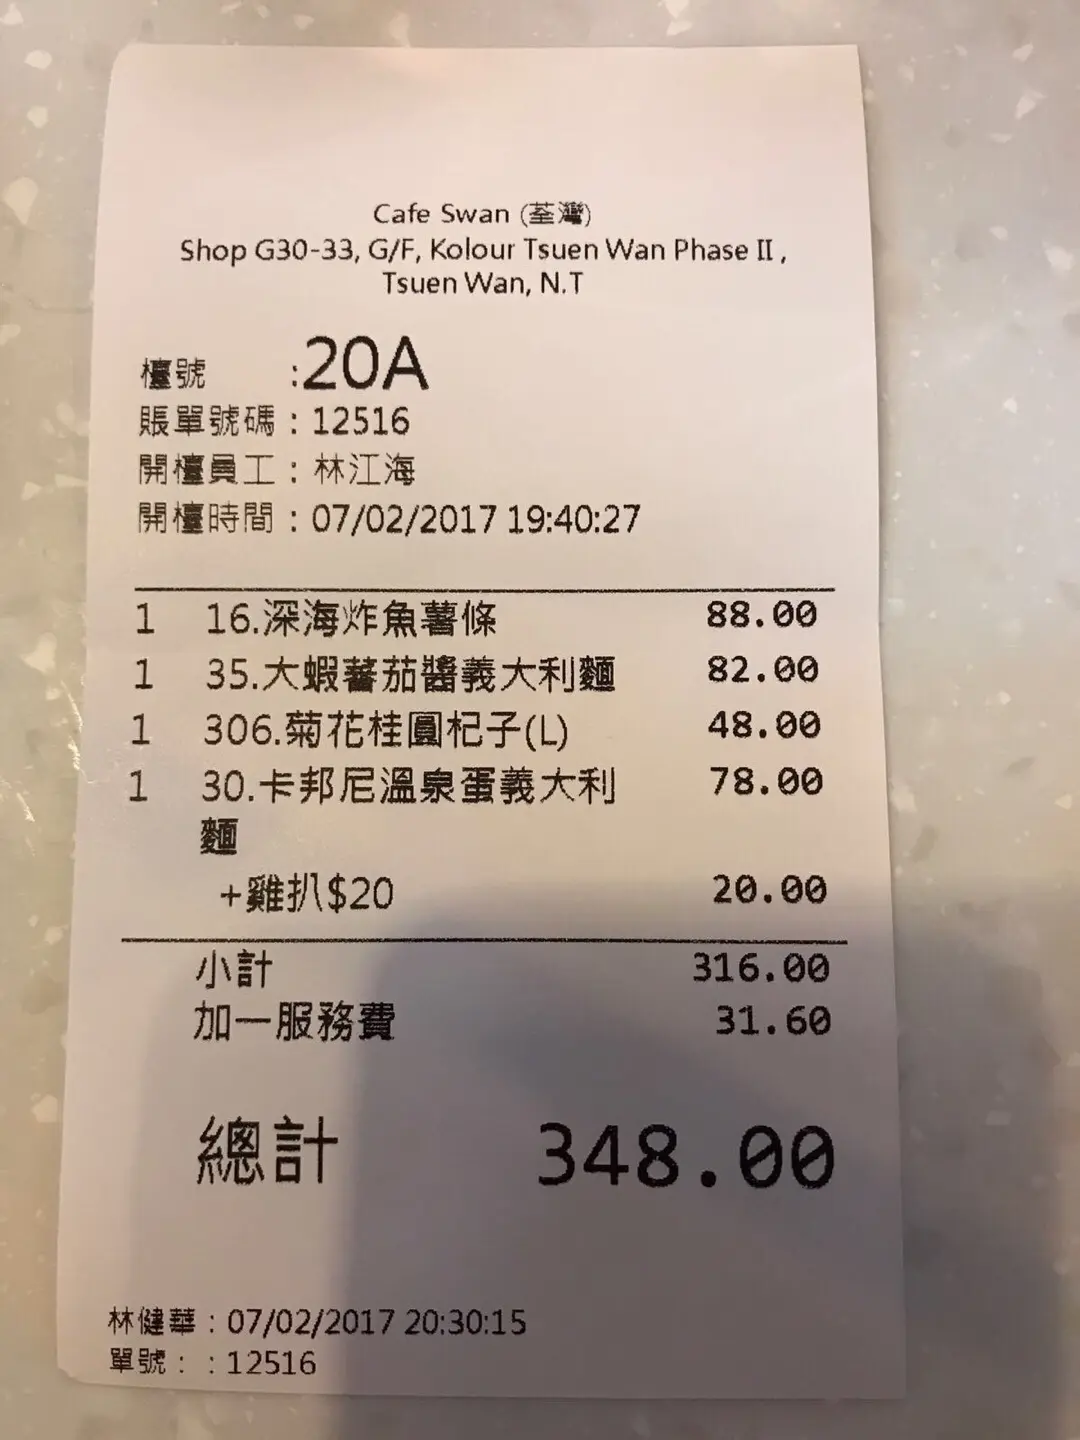 Cafe Swan (荃灣)
Shop G30-33, G/F, Kolour Tsuen Wan Phase II ,
Tsuen Wan, N.T
檯號 :20A
賬單號碼 : 12516
開檯員工 : 林江海
開檯時間 : 07/02/2017 19:40:27
1 16.深海炸魚薯條 88.00
1 35.大蝦蕃茄醬義大利麵 82.00
1 306.菊花桂圓杞子(L) 48.00
1 30.卡邦尼溫泉蛋義大利 78.00
麵
+雞扒$20 20.00
小計 316.00
加一服務費 31.60
總計 348.00
林健華 : 07/02/2017 20:30:15
單號 : : 12516